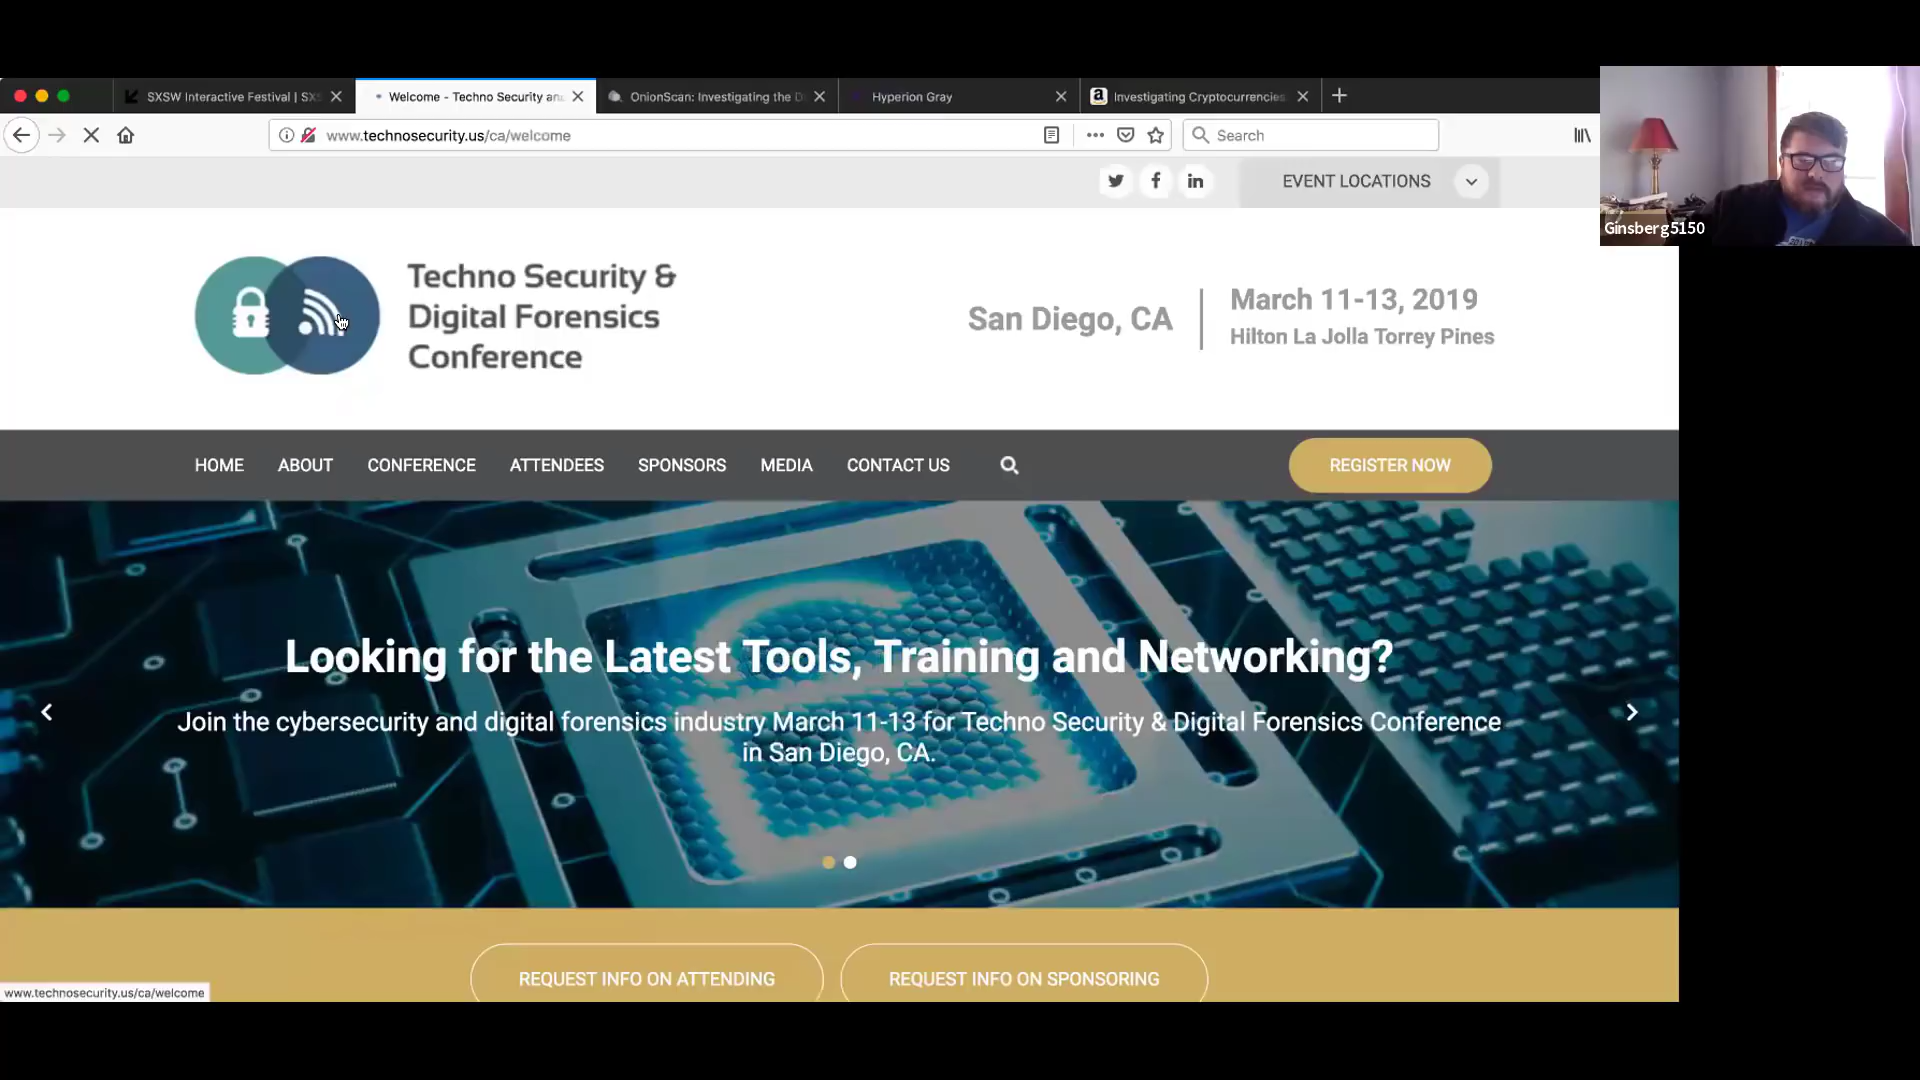 SXSW Interactive Festival | SXS
Welcome - Techno Security an
OnionScan: Investigating the D
Hyperion Gray
Investigating Cryptocurrencies
www.technosecurity.us/ca/welcome
Search
EVENT LOCATIONS
Ginsberg5150
Techno Security &
Digital Forensics
Conference
San Diego, CA
March 11-13, 2019
Hilton La Jolla Torrey Pines
HOME ABOUT CONFERENCE ATTENDEES SPONSORS MEDIA CONTACT US
REGISTER NOW
Looking for the Latest Tools, Training and Networking?
Join the cybersecurity and digital forensics industry March 11-13 for Techno Security & Digital Forensics Conference
in San Diego, CA.
REQUEST INFO ON ATTENDING
REQUEST INFO ON SPONSORING
www.technosecurity.us/ca/welcome